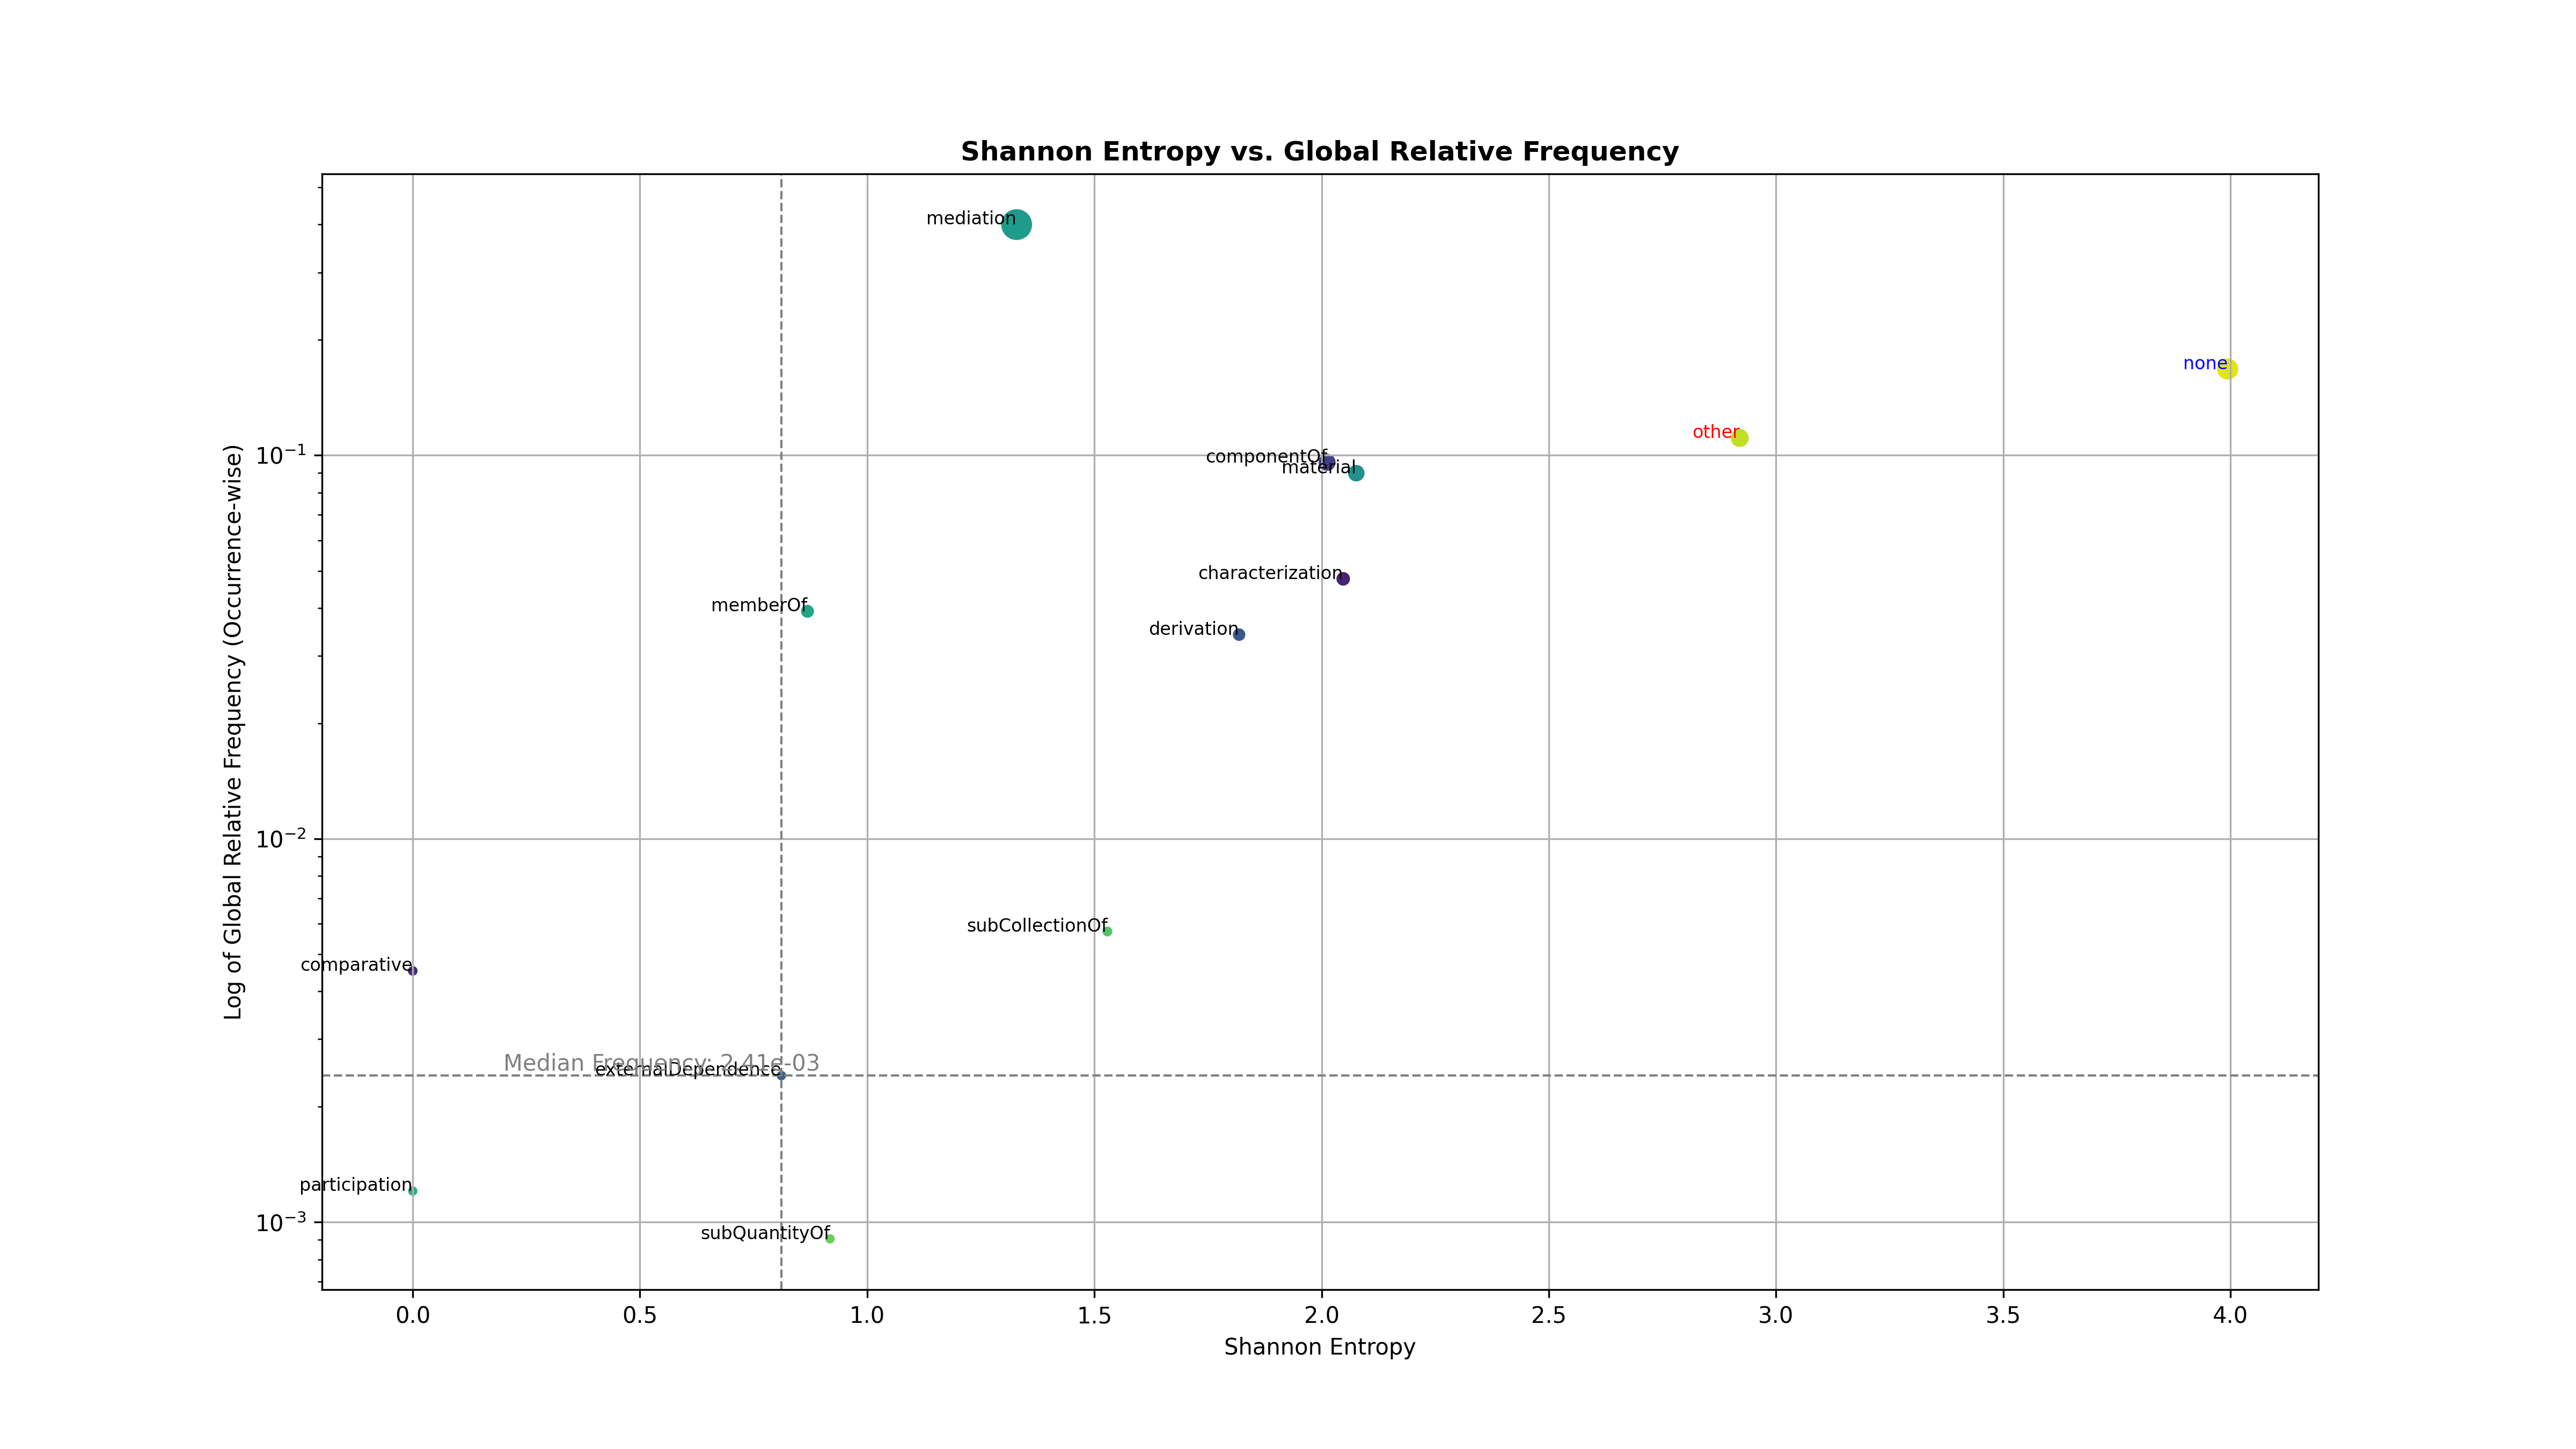 Shannon Entropy vs. Global Relative Frequency
mediation
none
other
componentOf
material
characterization
memberOf
derivation
subCollectionOf
comparative
Median Frequency: 2.41e-03
externalDependence
participation
subQuantityOf
10⁻¹
10⁻²
10⁻³
Log of Global Relative Frequency (Occurrence-wise)
0.0 0.5 1.0 1.5 2.0 2.5 3.0 3.5 4.0
Shannon Entropy